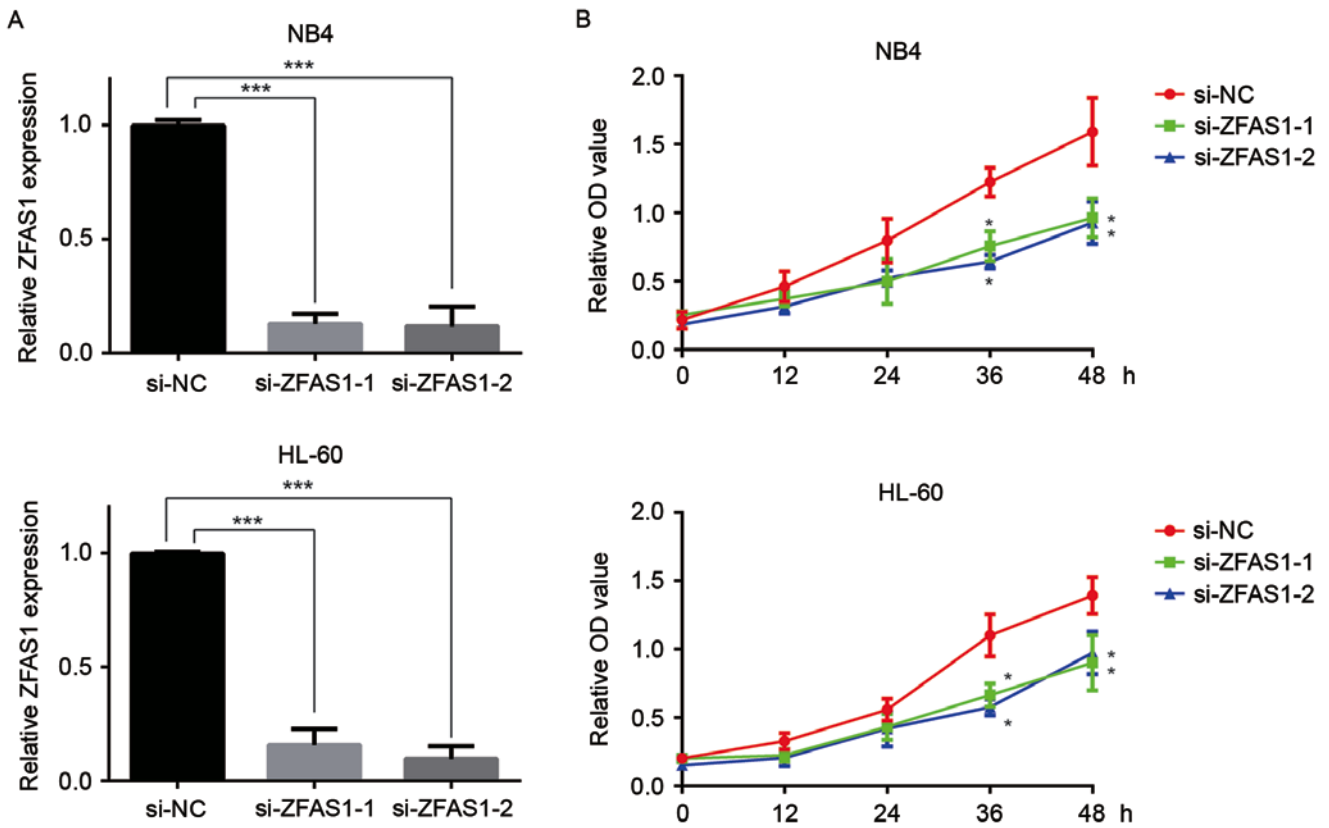 A
NB4
***
***
Relative ZFAS1 expression
1.0
0.5
0.0
si-NC
si-ZFAS1-1
si-ZFAS1-2
HL-60
***
***
Relative ZFAS1 expression
1.0
0.5
0.0
si-NC
si-ZFAS1-1
si-ZFAS1-2
B
NB4
Relative OD value
2.0
1.5
1.0
0.5
0.0
0 12 24 36 48 h
*
*
*
*
si-NC
si-ZFAS1-1
si-ZFAS1-2
HL-60
Relative OD value
2.0
1.5
1.0
0.5
0.0
0 12 24 36 48 h
*
*
*
*
si-NC
si-ZFAS1-1
si-ZFAS1-2